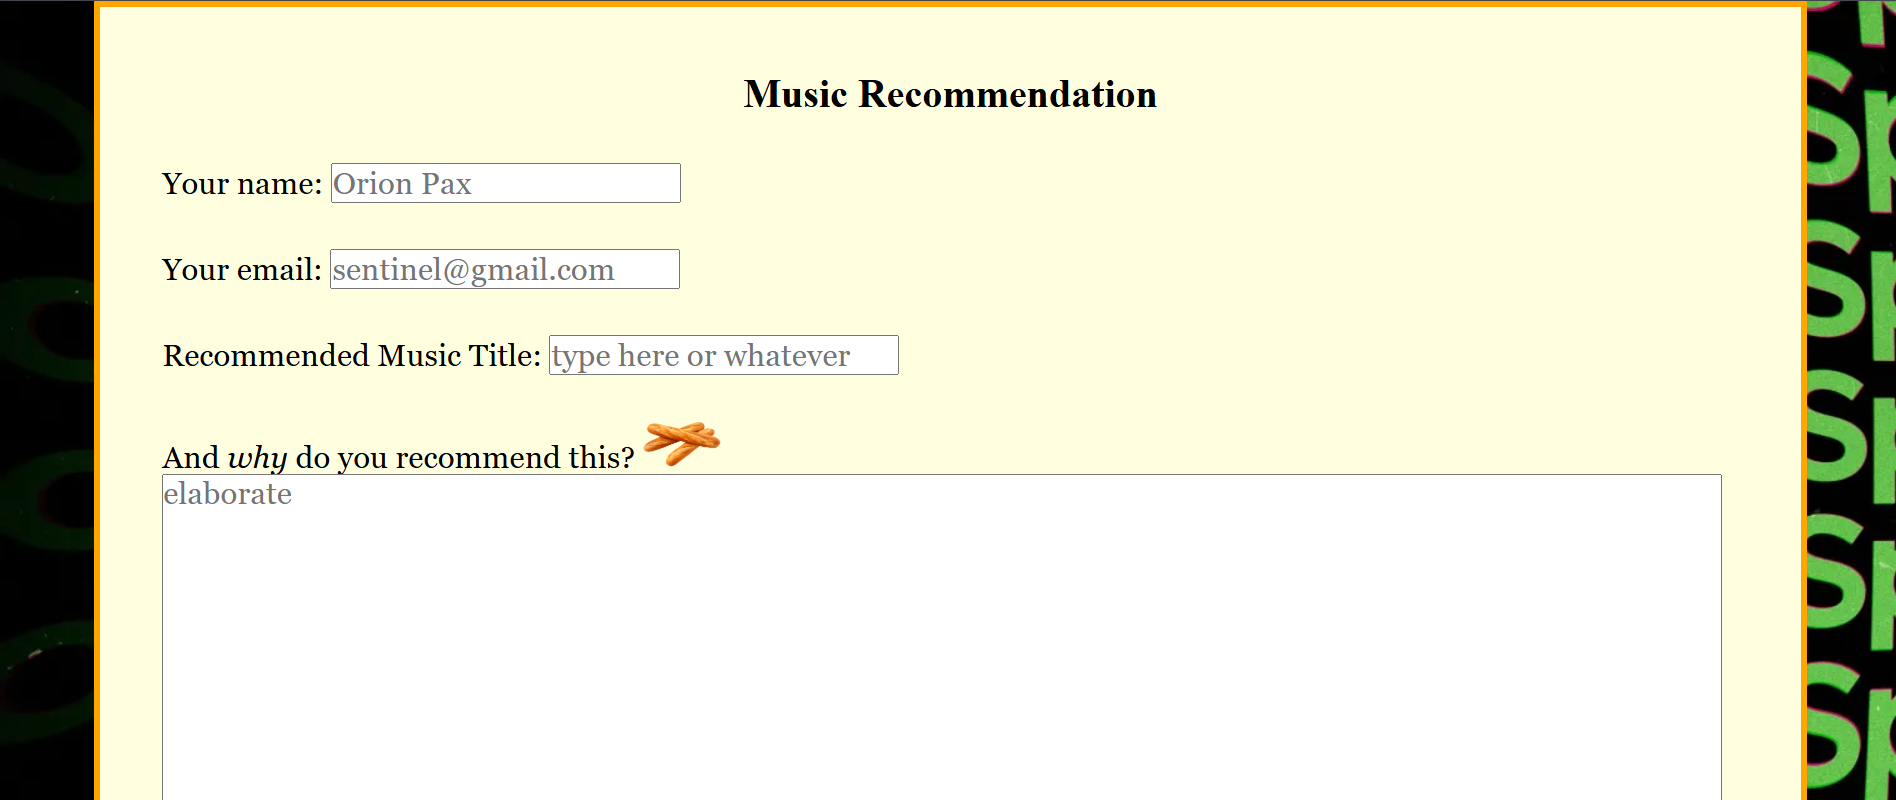 Music Recommendation
Your name: Orion Pax
Your email: sentinel@gmail.com
Recommended Music Title: type here or whatever
And why do you recommend this?
elaborate
Sp
Sp
Sp
Sp
Sp